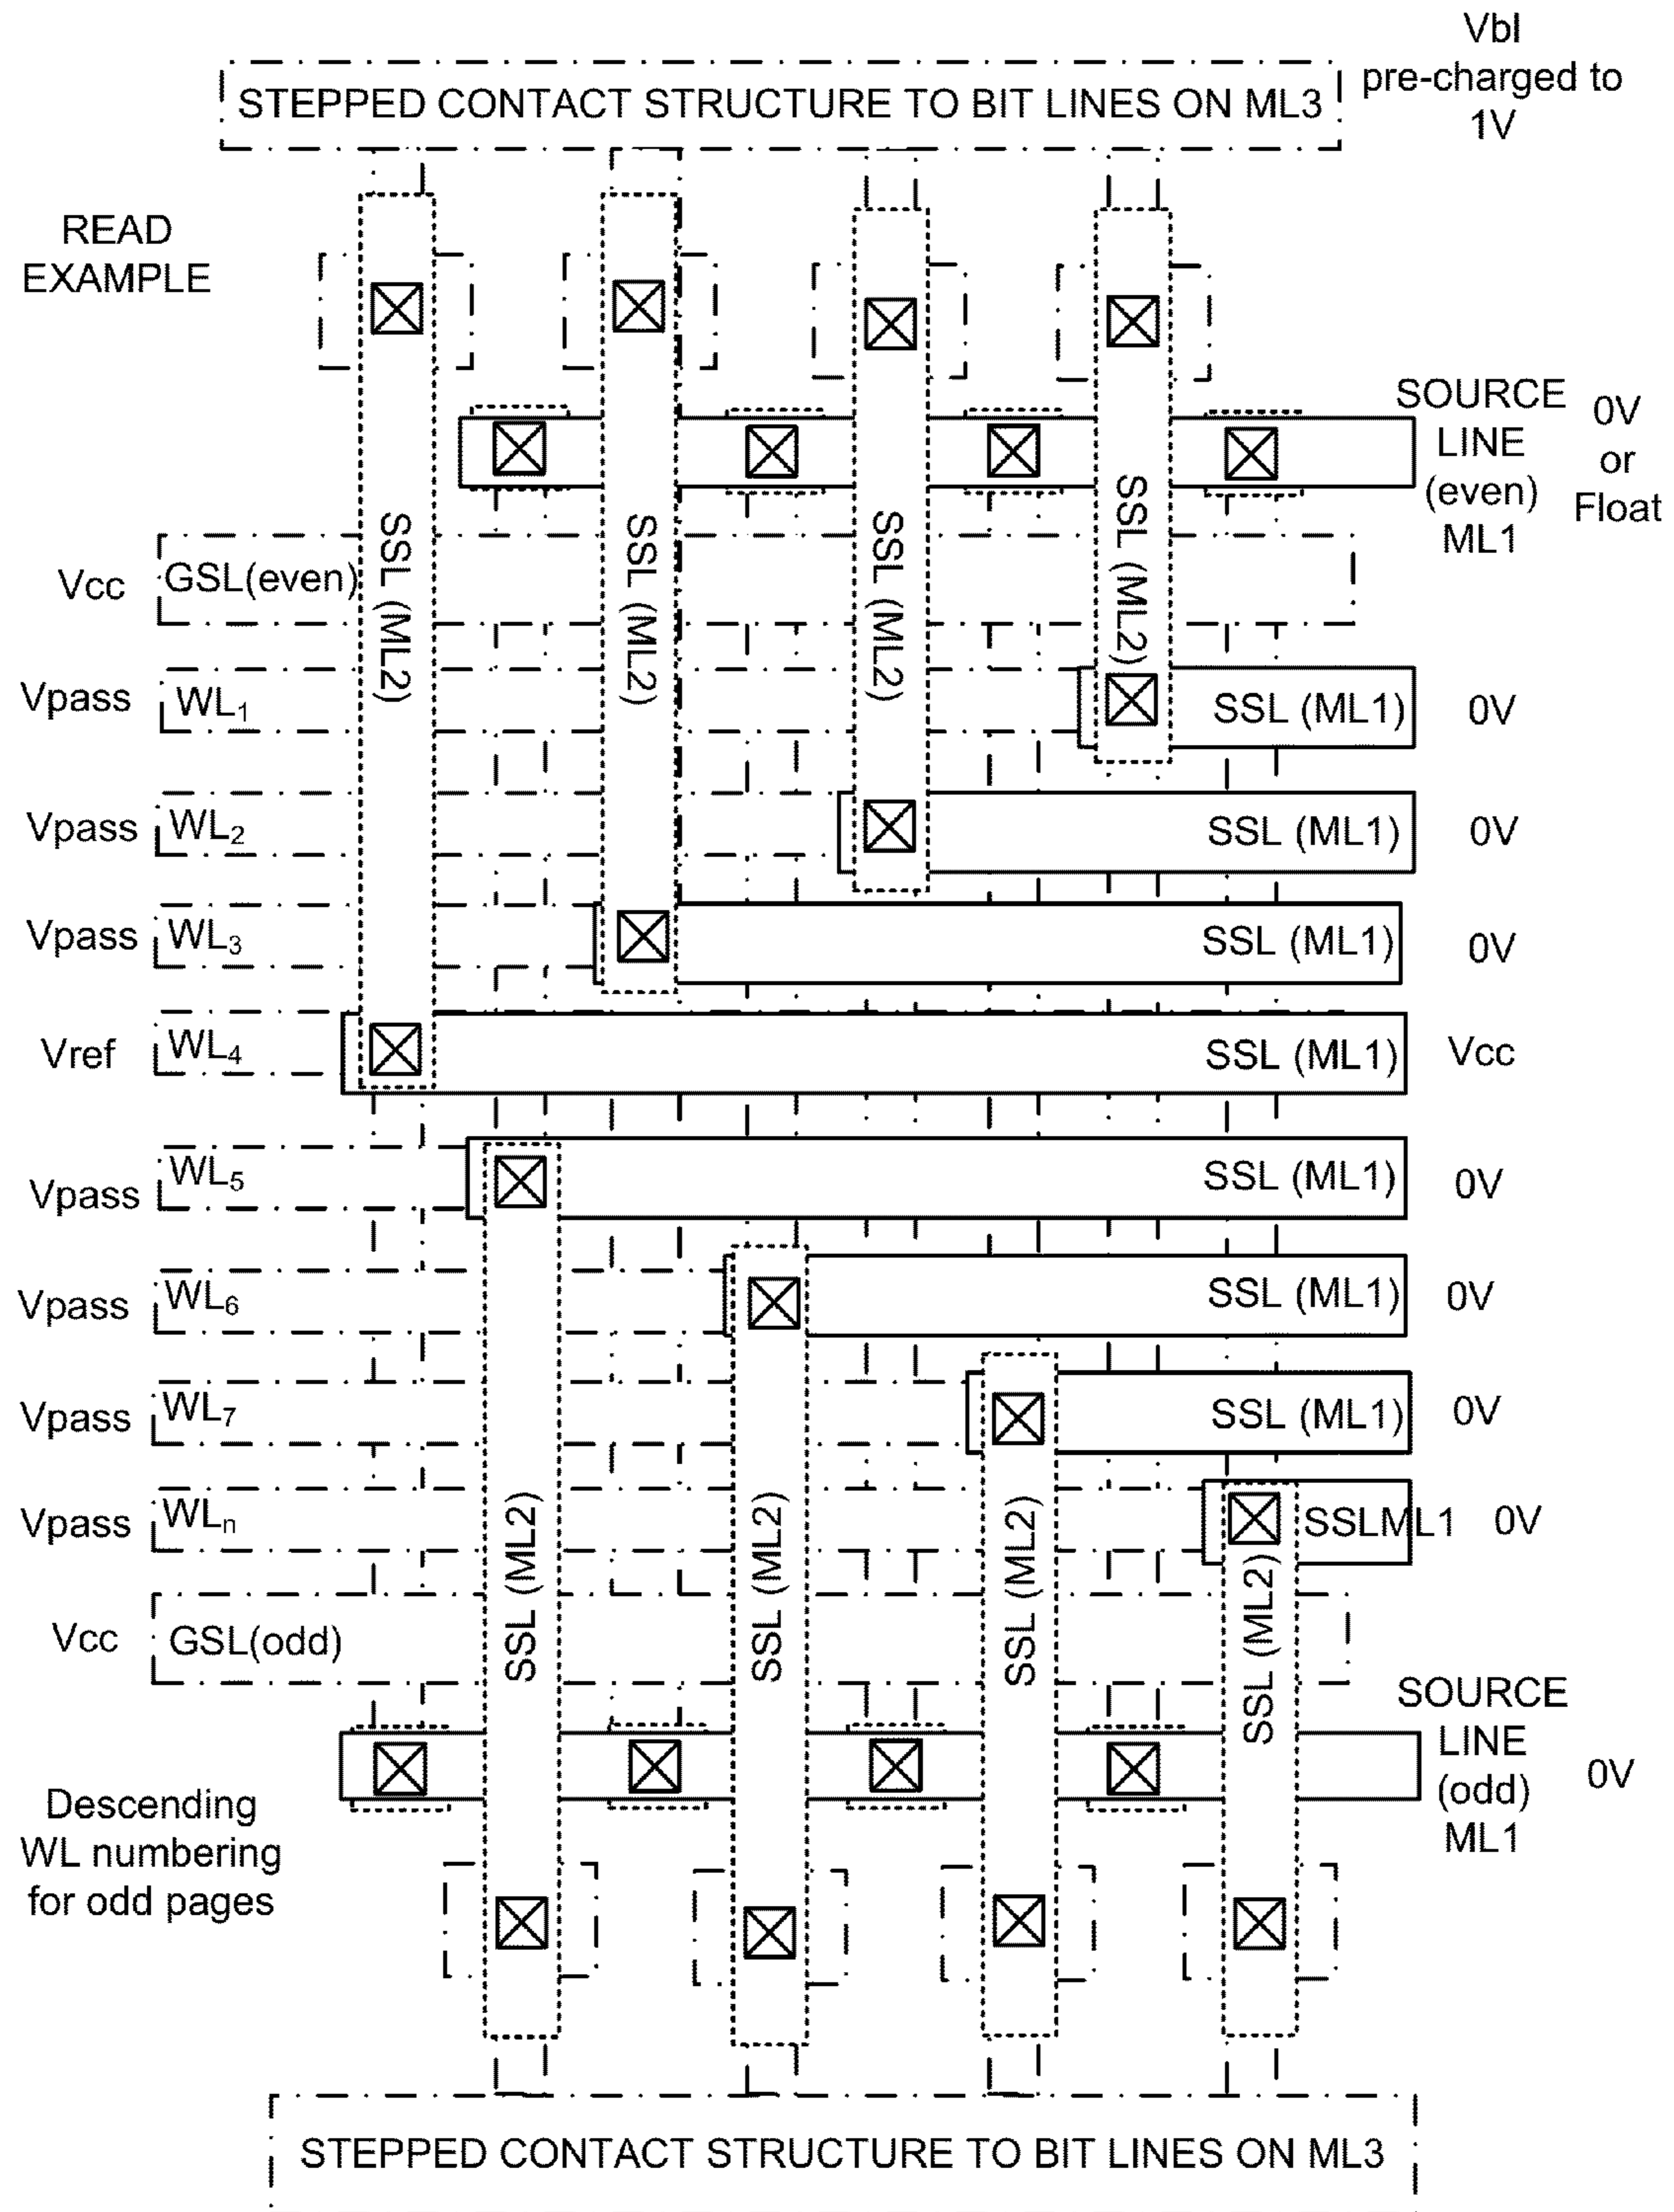 Vbl
pre-charged to
1V
STEPPED CONTACT STRUCTURE TO BIT LINES ON ML3
READ
EXAMPLE
SOURCE
LINE
(even)
ML1
0V
or
Float
SSL (ML2)
SSL (ML2)
SSL (ML2)
SSL (ML2)
Vcc
GSL(even)
Vpass
WL1
SSL (ML1)
0V
Vpass
WL2
SSL (ML1)
0V
Vpass
WL3
SSL (ML1)
0V
Vref
WL4
SSL (ML1)
Vcc
Vpass
WL5
SSL (ML1)
0V
Vpass
WL6
SSL (ML1)
0V
Vpass
WL7
SSL (ML1)
0V
Vpass
WLn
SSLML1
0V
SSL (ML2)
SSL (ML2)
SSL (ML2)
SSL (ML2)
Vcc
GSL(odd)
SOURCE
LINE
(odd)
ML1
0V
Descending
WL numbering
for odd pages
STEPPED CONTACT STRUCTURE TO BIT LINES ON ML3